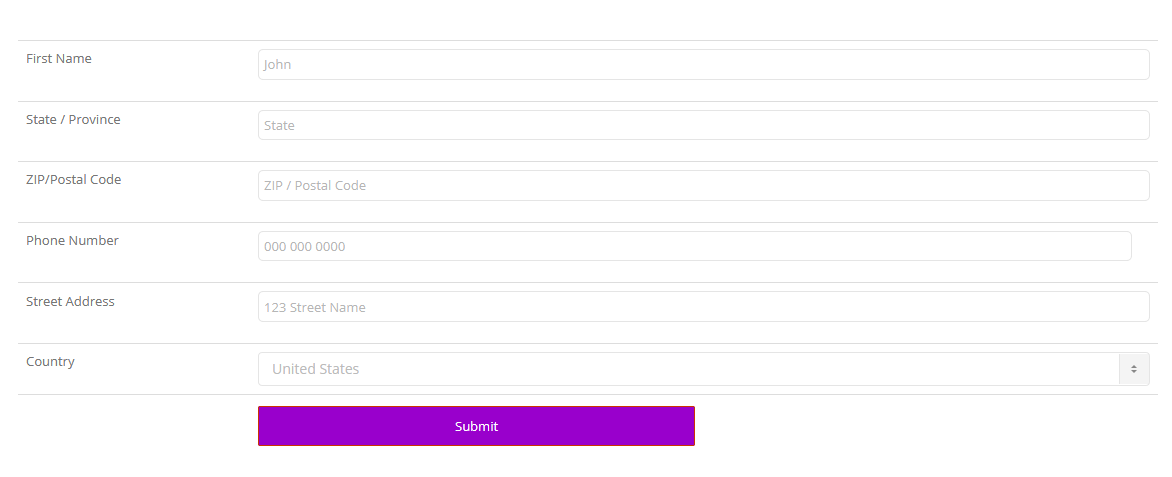 First Name
John
State / Province
State
ZIP/Postal Code
ZIP / Postal Code
Phone Number
000 000 0000
Street Address
123 Street Name
Country
United States
Submit